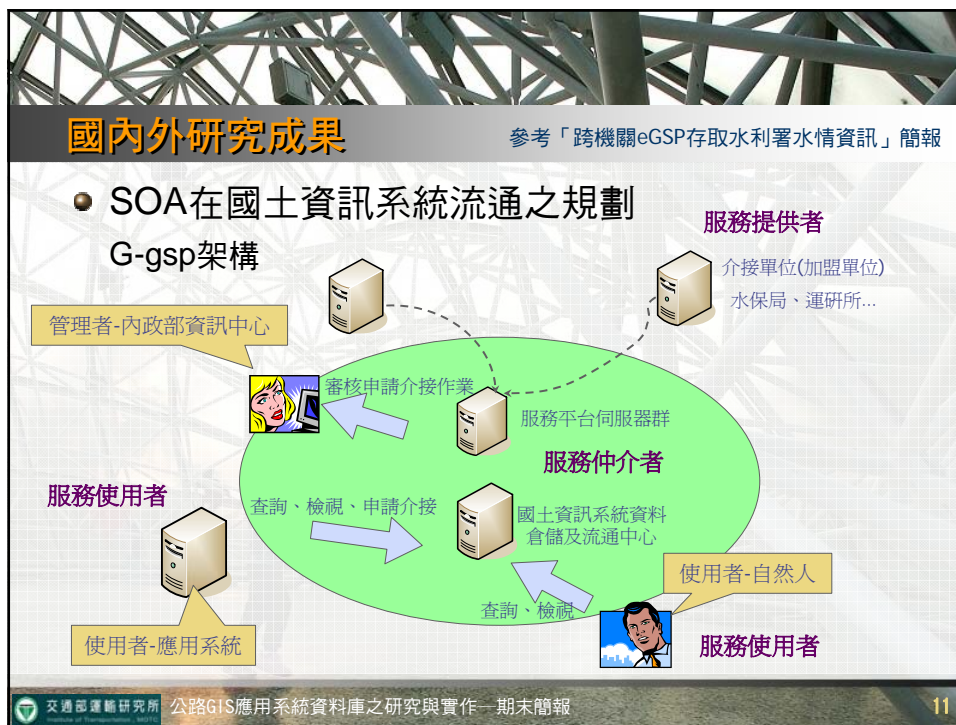 國內外研究成果
參考「跨機關eGSP存取水利署水情資訊」簡報
SOA在國土資訊系統流通之規劃
G-gsp架構
服務提供者
介接單位(加盟單位)
水保局、運研所...
管理者-內政部資訊中心
審核申請介接作業
服務平台伺服器群
服務仲介者
服務使用者
查詢、檢視、申請介接
國土資訊系統資料
倉儲及流通中心
使用者-自然人
查詢、檢視
使用者-應用系統
服務使用者
交通部運輸研究所
Institute of Transportation, MOTC
公路GIS應用系統資料庫之研究與實作—期末簡報
11